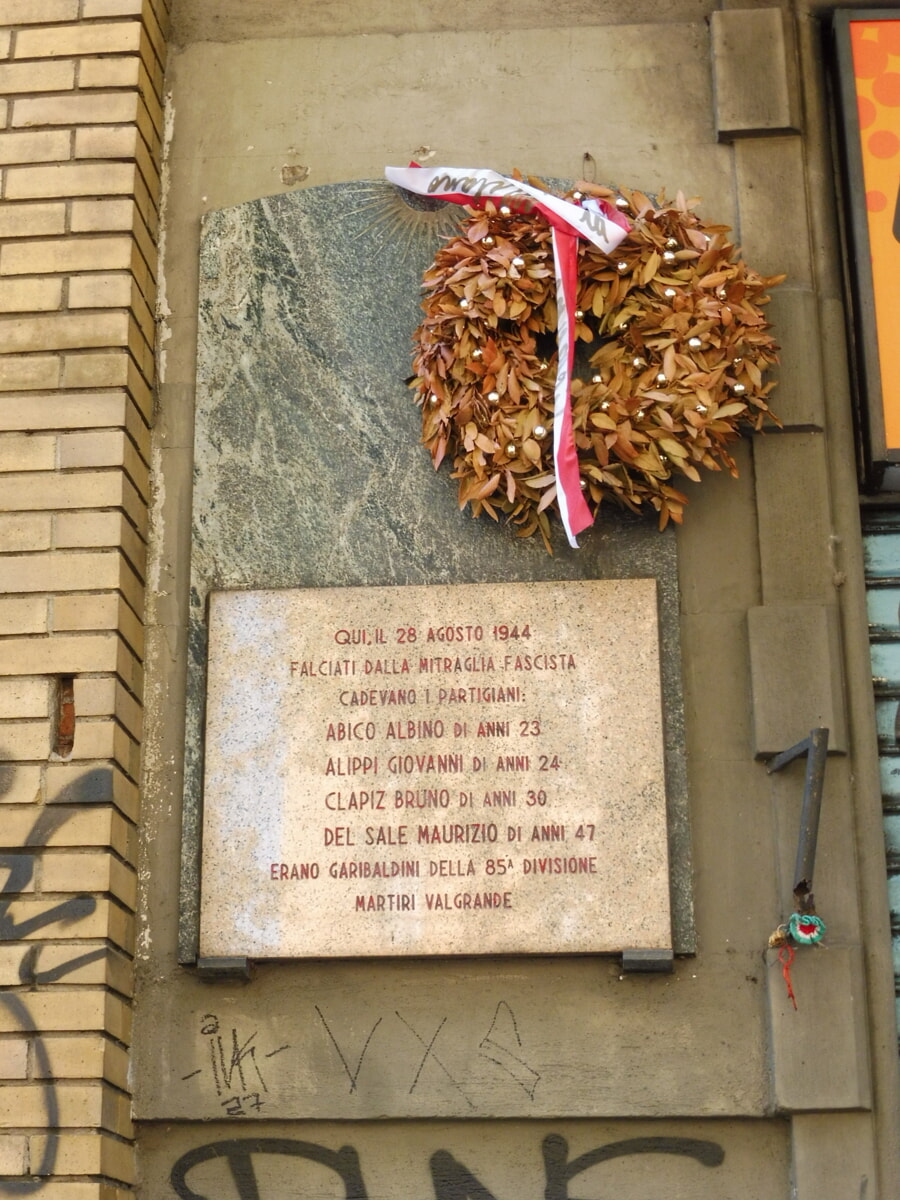 QUI, IL 28 AGOSTO 1944
FALCIATI DALLA MITRAGLIA FASCISTA
CADEVANO I PARTIGIANI:
ABICO ALBINO DI ANNI 23
ALIPPI GIOVANNI DI ANNI 24
CLAPIZ BRUNO DI ANNI 30
DEL SALE MAURIZIO DI ANNI 47
ERANO GARIBALDINI DELLA 85ª DIVISIONE
MARTIRI VALGRANDE